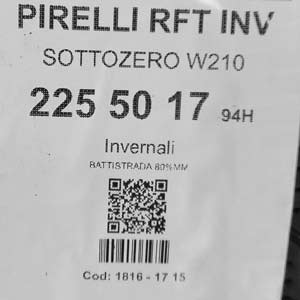 PIRELLI RFT INV
SOTTOZERO W210
225 50 17 94H
Invernali
BATTISTRADA 80%MM
Cod: 1816 - 17 15